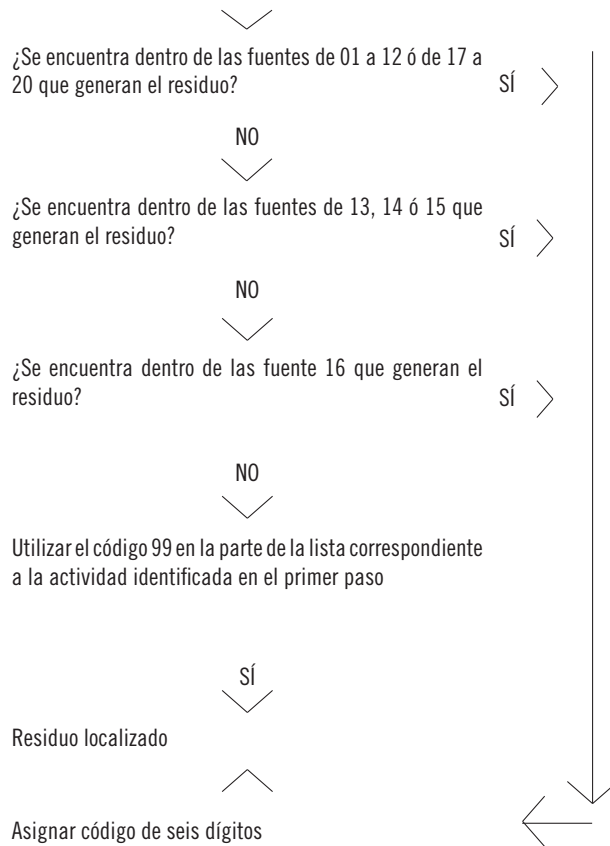 ¿Se encuentra dentro de las fuentes de 01 a 12 ó de 17 a
20 que generan el residuo?
SÍ
NO
¿Se encuentra dentro de las fuentes de 13, 14 ó 15 que
generan el residuo?
SÍ
NO
¿Se encuentra dentro de las fuente 16 que generan el
residuo?
SÍ
NO
Utilizar el código 99 en la parte de la lista correspondiente
a la actividad identificada en el primer paso
SÍ
Residuo localizado
Asignar código de seis dígitos